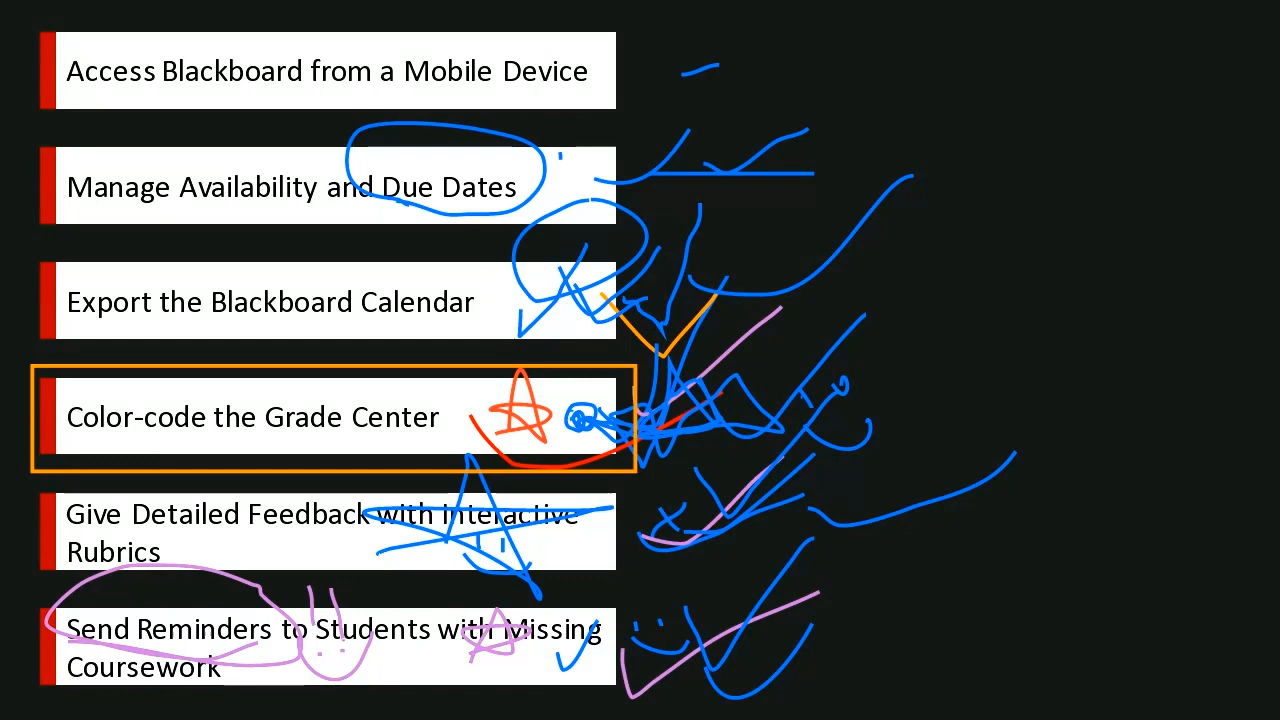 Access Blackboard from a Mobile Device
Manage Availability and Due Dates
Export the Blackboard Calendar
Color-code the Grade Center
Give Detailed Feedback with Interactive
Rubrics
Send Reminders to Students with Missing
Coursework